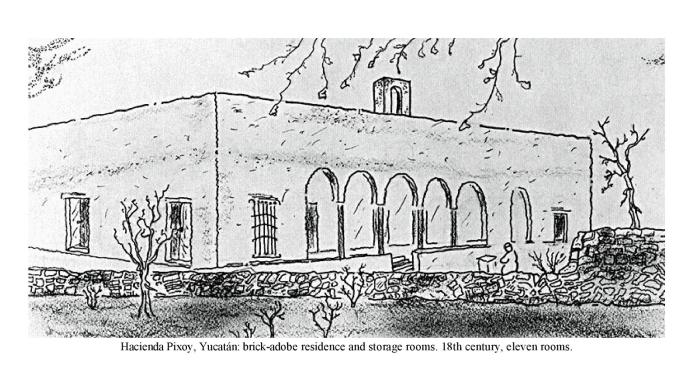 Hacienda Pixoy, Yucatán: brick-adobe residence and storage rooms. 18th century, eleven rooms.